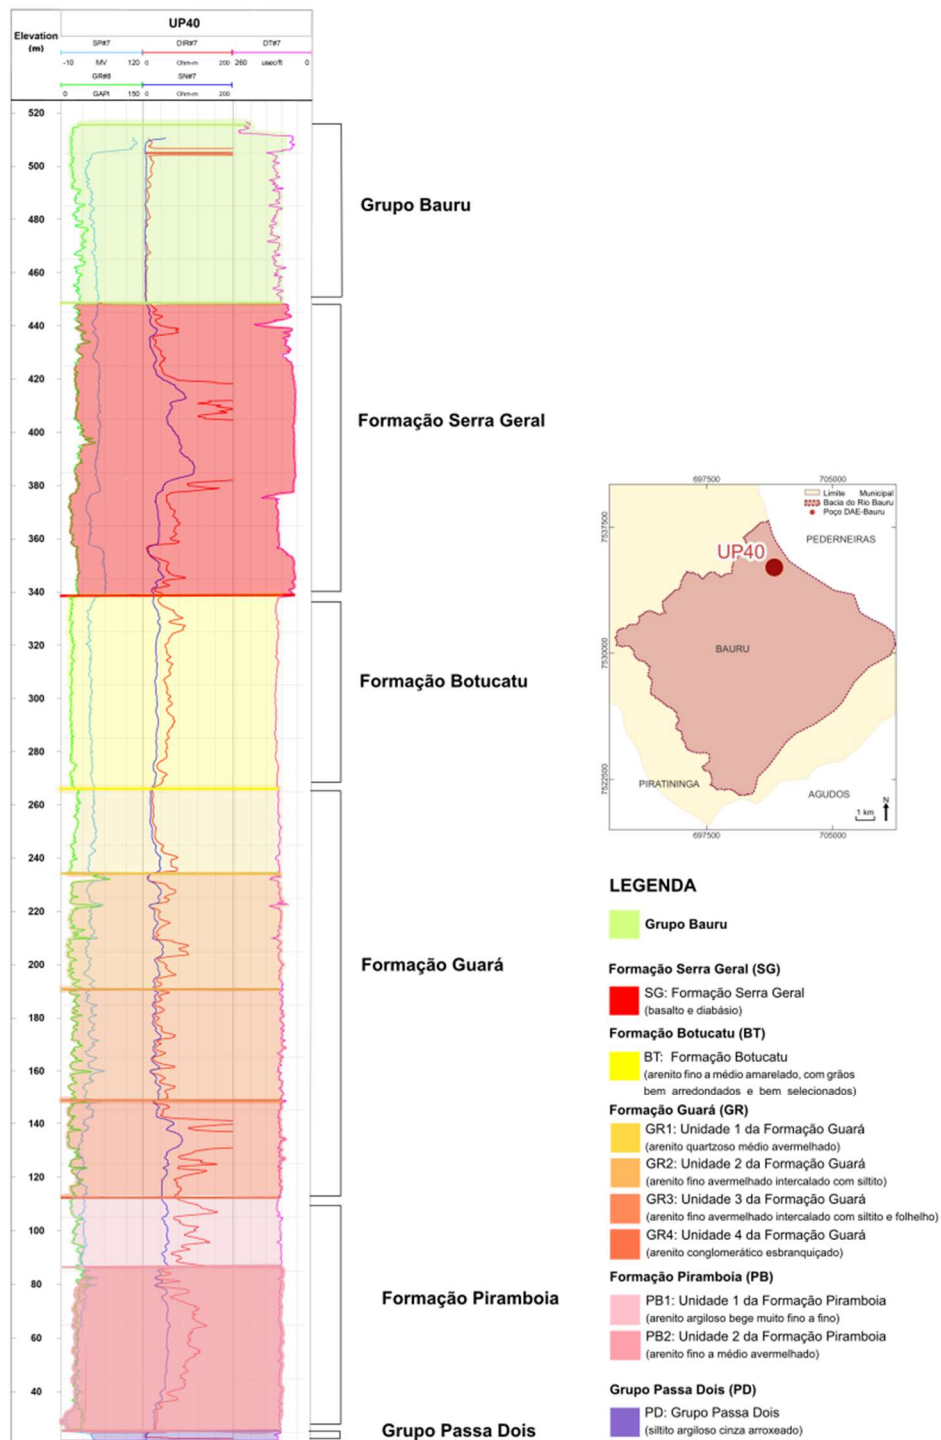 UP40
Elevation
(m)
SP#7
DIR#7
DT#7
-10 MV 120
0 Ohm-m 200
260 usec/ft 0
GR#8
SN#7
0 GAPI 150
0 Ohm-m 200
520
500
480
460
440
420
400
380
360
340
320
300
280
260
240
220
200
180
160
140
120
100
80
60
40
Grupo Bauru
Formação Serra Geral
Formação Botucatu
Formação Guará
Formação Piramboia
Grupo Passa Dois
697500 705000
Limite Municipal
Bacia do Rio Bauru
Poço DAE-Bauru
7537500
PEDERNEIRAS
UP40
BAURU
7530000
7522500
PIRATININGA
AGUDOS
N
1 km
697500 705000
LEGENDA
Grupo Bauru
Formação Serra Geral (SG)
SG: Formação Serra Geral
(basalto e diabásio)
Formação Botucatu (BT)
BT: Formação Botucatu
(arenito fino a médio amarelado, com grãos
bem arredondados e bem selecionados)
Formação Guará (GR)
GR1: Unidade 1 da Formação Guará
(arenito quartzoso médio avermelhado)
GR2: Unidade 2 da Formação Guará
(arenito fino avermelhado intercalado com siltito)
GR3: Unidade 3 da Formação Guará
(arenito fino avermelhado intercalado com siltito e folhelho)
GR4: Unidade 4 da Formação Guará
(arenito conglomerático esbranquiçado)
Formação Piramboia (PB)
PB1: Unidade 1 da Formação Piramboia
(arenito argiloso bege muito fino a fino)
PB2: Unidade 2 da Formação Piramboia
(arenito fino a médio avermelhado)
Grupo Passa Dois (PD)
PD: Grupo Passa Dois
(siltito argiloso cinza arroxeado)